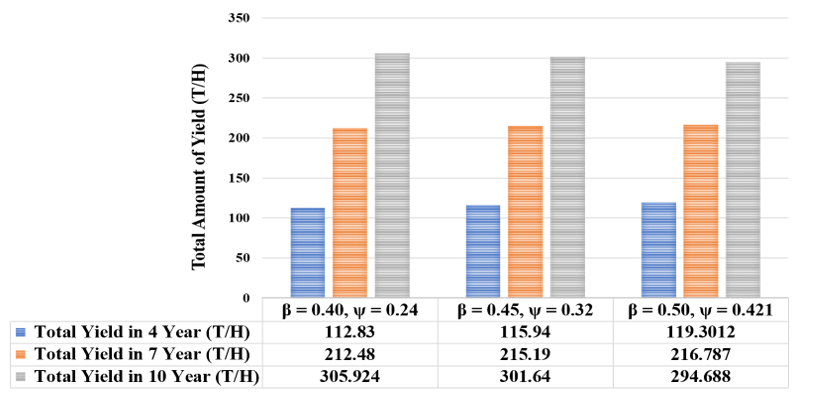 350
300
250
200
150
100
50
0
Total Amount of Yield (T/H)
β = 0.40, ψ = 0.24 β = 0.45, ψ = 0.32 β = 0.50, ψ = 0.421
Total Yield in 4 Year (T/H) 112.83 115.94 119.3012
Total Yield in 7 Year (T/H) 212.48 215.19 216.787
Total Yield in 10 Year (T/H) 305.924 301.64 294.688